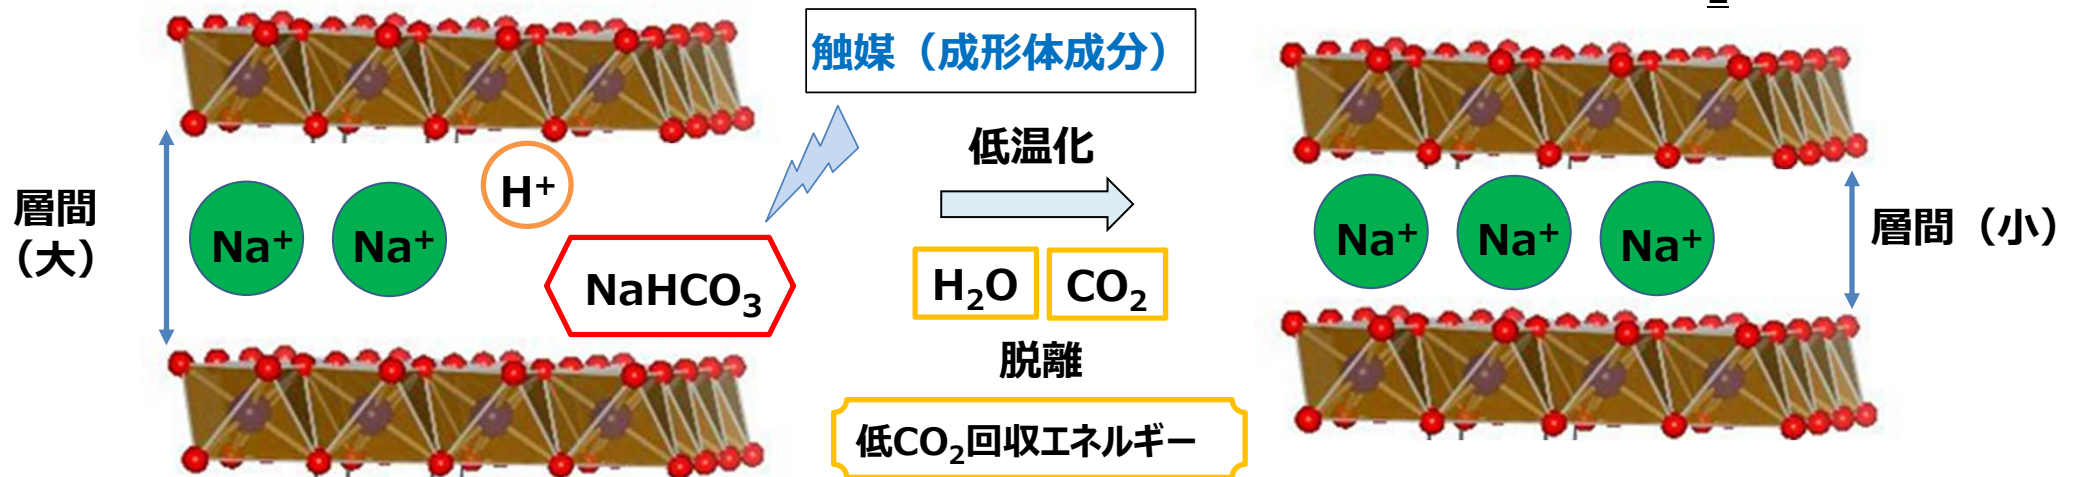 触媒（成形体成分）
低温化
層間
（大）
Na⁺
Na⁺
H⁺
NaHCO₃
H₂O
CO₂
脱離
低CO₂回収エネルギー
Na⁺
Na⁺
Na⁺
層間（小）